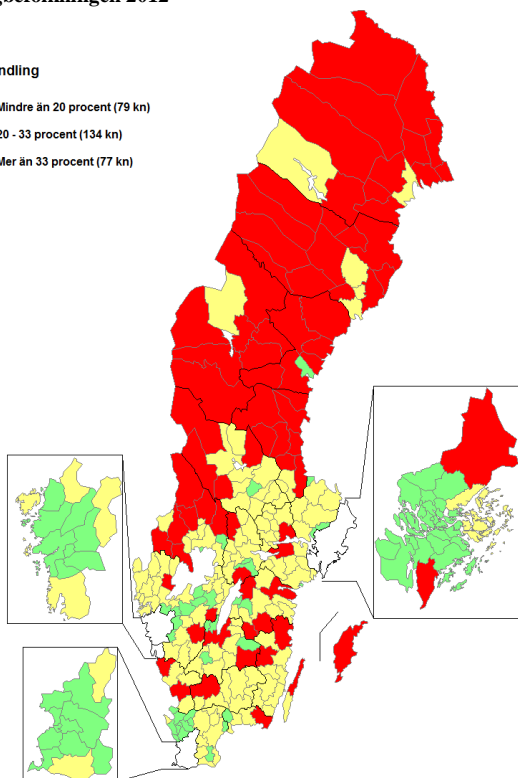 2012
ndling
Mindre än 20 procent (79 kn)
20 - 33 procent (134 kn)
Mer än 33 procent (77 kn)